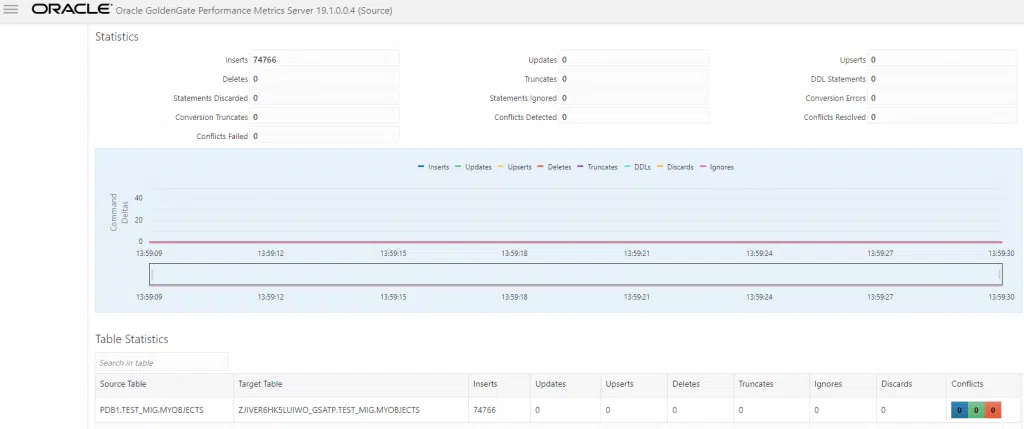 ORACLE® Oracle GoldenGate Performance Metrics Server 19.1.0.0.4 (Source)
Statistics
Inserts 74766 Updates 0 Upserts 0
Deletes 0 Truncates 0 DDL Statements 0
Statements Discarded 0 Statements Ignored 0 Conversion Errors 0
Conversion Truncates 0 Conflicts Detected 0 Conflicts Resolved 0
Conflicts Failed 0
Inserts Updates Upserts Deletes Truncates DDLs Discards Ignores
Command
Deltas
40
20
0
13:59:09 13:59:12 13:59:15 13:59:18 13:59:21 13:59:24 13:59:27 13:59:30
13:59:09 13:59:12 13:59:15 13:59:18 13:59:21 13:59:24 13:59:27 13:59:30
Table Statistics
Search in table
Source Table Target Table Inserts Updates Upserts Deletes Truncates Ignores Discards Conflicts
PDB1.TEST_MIG.MYOBJECTS ZJIVER6HK5LUIWO_GSATP.TEST_MIG.MYOBJECTS 74766 0 0 0 0 0 0 0 0 0